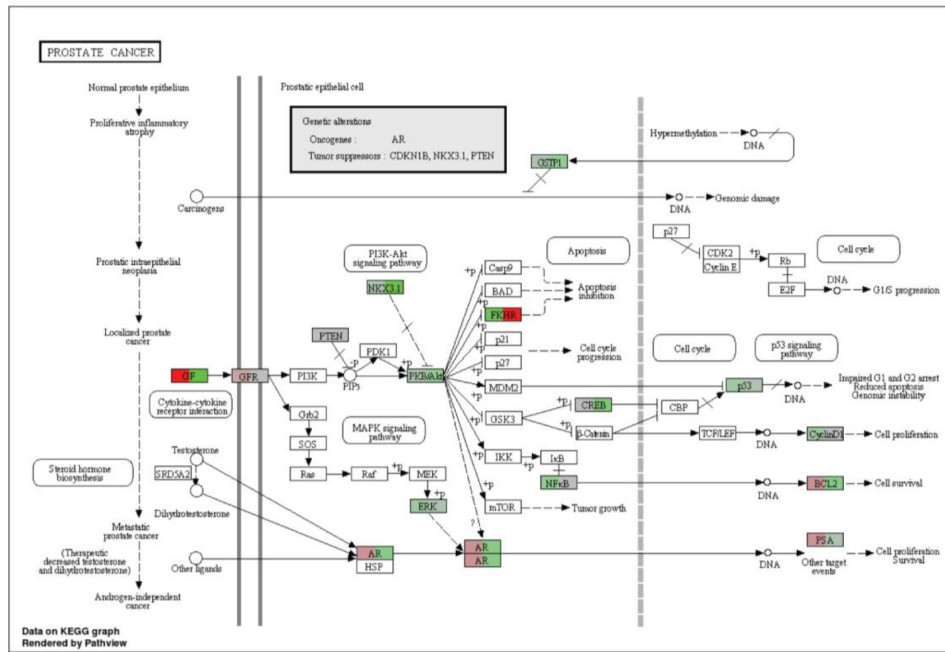 PROSTATE CANCER
Normal prostate epithelium
Proliferative inflammatory
atrophy
Prostatic intraepithelial
neoplasia
Localized prostate
cancer
Steroid hormone
biosynthesis
Metastatic
prostate cancer
(Therapeutic
decreased testosterone
and dihydrotestosterone)
Androgen-independent
cancer
Prostatic epithelial cell
Genetic alterations
Oncogenes : AR
Tumor suppressors : CDKN1B, NKX3.1, PTEN
Hypermethylation
DNA
GSTP1
Carcinogens
DNA
Genomic damage
p27
CDK2
Cyclin E
+p
Rb
E2F
Cell cycle
DNA
G1/S progression
PI3K-Akt
signaling pathway
NKX3.1
Apoptosis
+p
Casp9
+p
BAD
Apoptosis
inhibition
+p
FKHR
PTEN
PDK1
-p
+p
+p
p21
+p
p27
Cell cycle
progression
Cell cycle
p53 signaling
pathway
GF
GFR
PI3K
PIP3
PKB/Akt
+p
MDM2
p53
DNA
Impaired G1 and G2 arrest
Reduced apoptosis
Genomic instability
Cytokine-cytokine
receptor interaction
Grb2
SOS
Ras
Raf
+p
MEK
+p
ERK
MAPK signaling
pathway
+p
GSK3
CREB
CBP
β-Catenin
TCF/LEF
DNA
CyclinD1
Cell proliferation
+p
IKK
+p
IκB
NFκB
DNA
BCL2
Cell survival
+p
mTOR
Tumor growth
?
Testosterone
SRD5A2
Dihydrotestosterone
Other ligands
AR
HSP
AR
AR
DNA
PSA
Other target
events
Cell proliferation
Survival
Data on KEGG graph
Rendered by Pathview